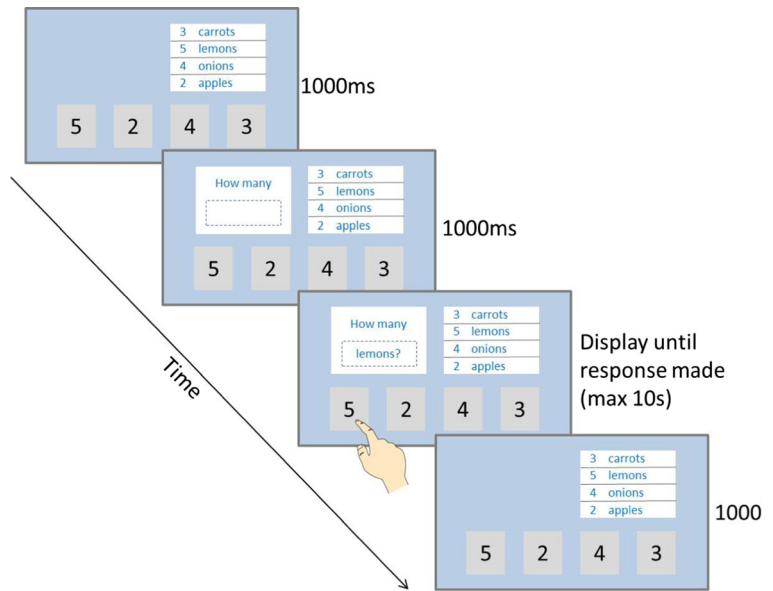 3 carrots
5 lemons
4 onions
2 apples
1000ms
5 2 4 3
How many
3 carrots
5 lemons
4 onions
2 apples
1000ms
5 2 4 3
How many
lemons?
3 carrots
5 lemons
4 onions
2 apples
Display until
response made
(max 10s)
5 2 4 3
Time
3 carrots
5 lemons
4 onions
2 apples
1000
5 2 4 3